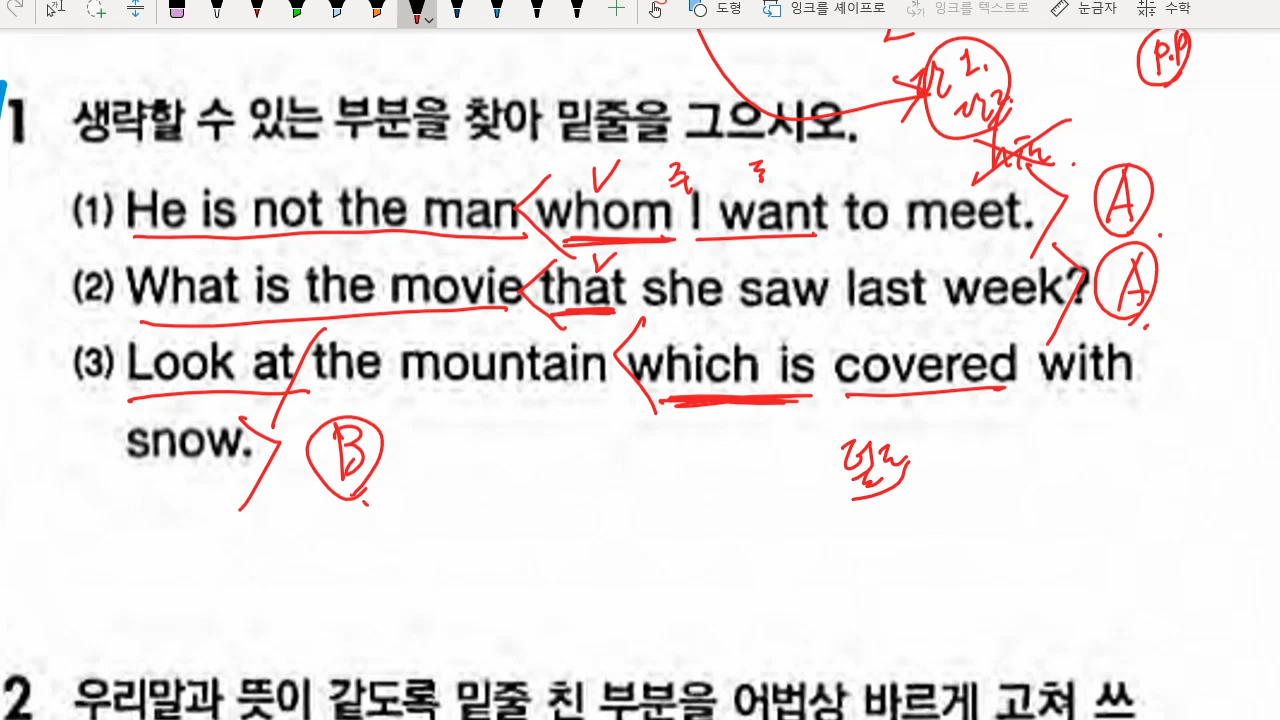 도형 잉크를 셰이프로 잉크를 텍스트로 눈금자 수학
p.p
1 생략할 수 있는 부분을 찾아 밑줄을 그으시오.
주 동
(1) He is not the man whom I want to meet. A
(2) What is the movie that she saw last week? A
(3) Look at the mountain which is covered with
snow. B
2 우리말과 뜻이 같도록 밑줄 친 부분을 어법상 바르게 고쳐 쓰